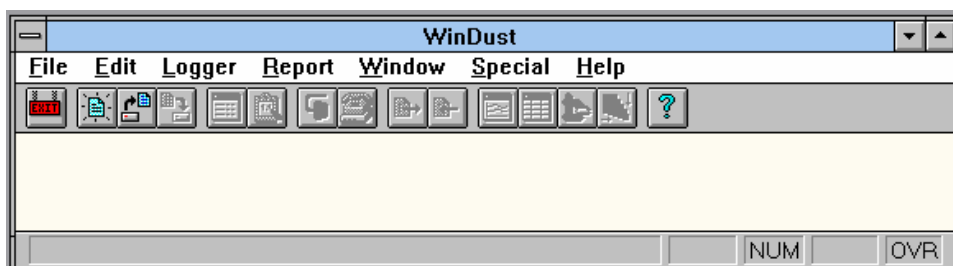 WinDust
File Edit Logger Report Window Special Help
EXIT ?
NUM OVR